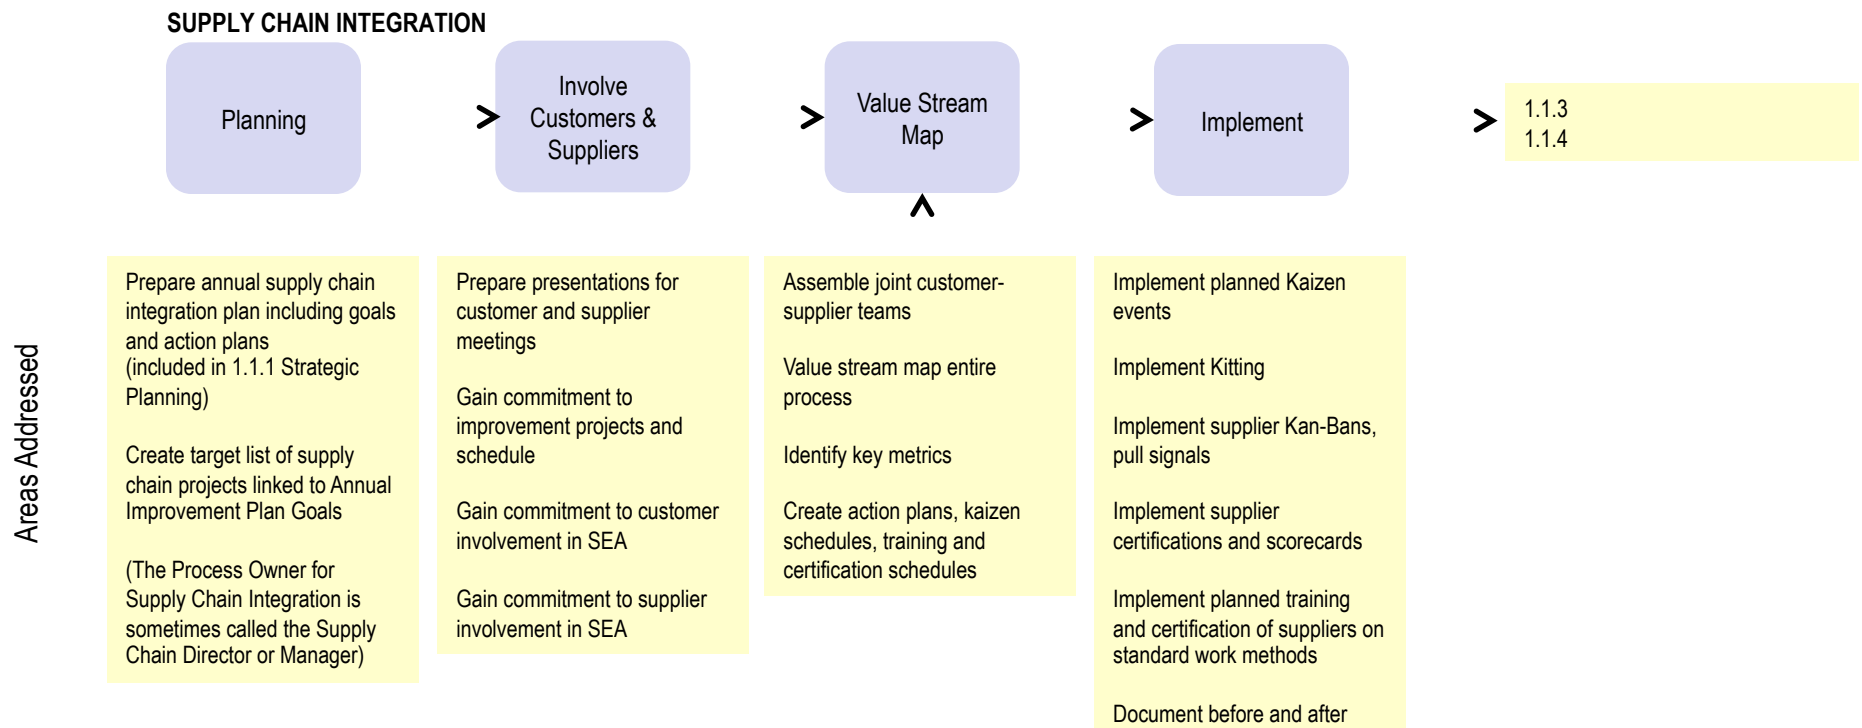 SUPPLY CHAIN INTEGRATION
Planning
Involve
Customers &
Suppliers
Value Stream
Map
Implement
1.1.3
1.1.4
Areas Addressed
Prepare annual supply chain
integration plan including goals
and action plans
(included in 1.1.1 Strategic
Planning)
Create target list of supply
chain projects linked to Annual
Improvement Plan Goals
(The Process Owner for
Supply Chain Integration is
sometimes called the Supply
Chain Director or Manager)
Prepare presentations for
customer and supplier
meetings
Gain commitment to
improvement projects and
schedule
Gain commitment to customer
involvement in SEA
Gain commitment to supplier
involvement in SEA
Assemble joint customer-
supplier teams
Value stream map entire
process
Identify key metrics
Create action plans, kaizen
schedules, training and
certification schedules
Implement planned Kaizen
events
Implement Kitting
Implement supplier Kan-Bans,
pull signals
Implement supplier
certifications and scorecards
Implement planned training
and certification of suppliers on
standard work methods
Document before and after